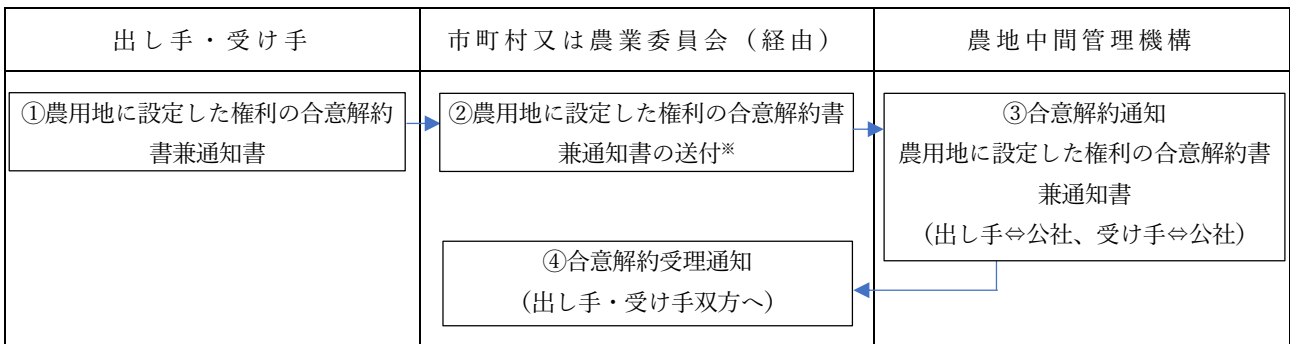 出し手・受け手
市町村又は農業委員会（経由）
農地中間管理機構
①農用地に設定した権利の合意解約
書兼通知書
②農用地に設定した権利の合意解約書
兼通知書の送付※
③合意解約通知
農用地に設定した権利の合意解約書
兼通知書
（出し手⇔公社、受け手⇔公社）
④合意解約受理通知
（出し手・受け手双方へ）